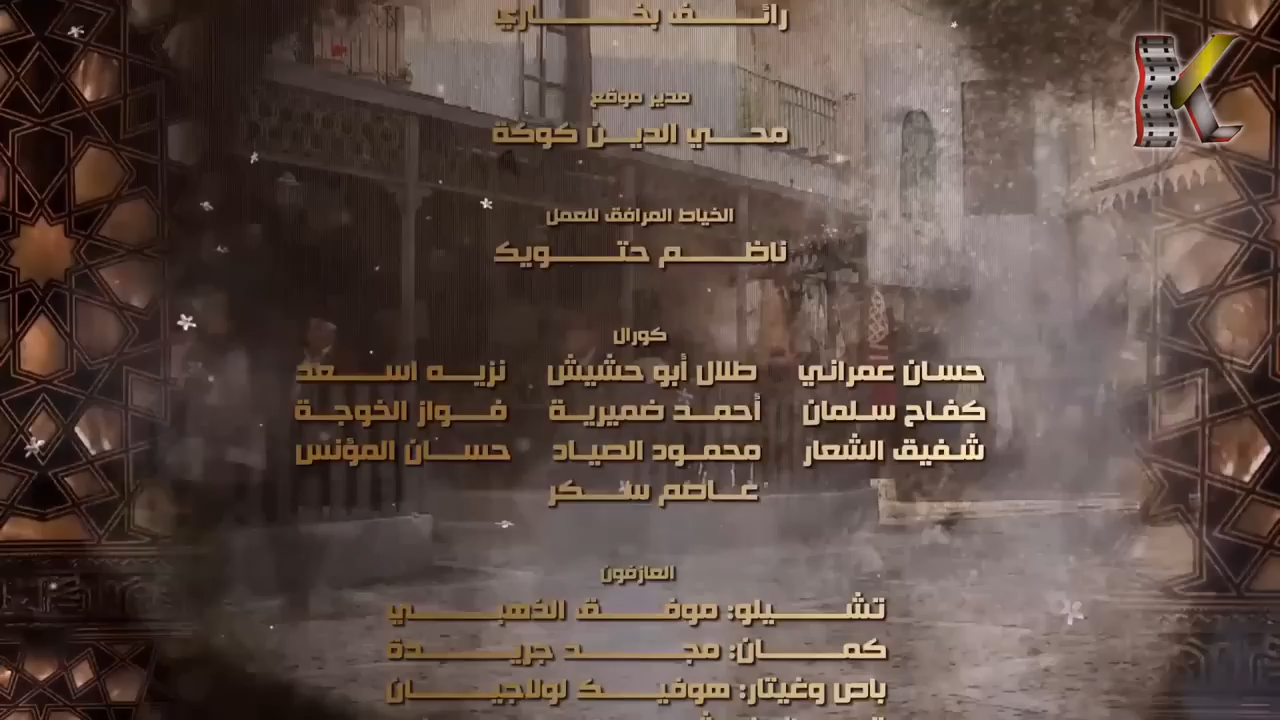 رائف بخاري
مدير موقع
محي الدين كوكة
الخياط المرافق للعمل
ناظم حتويك
كورال
حسان عمراني طلال أبو حشيش نزيه اسعد
كفاح سلمان أحمد ضميرية فواز الخوجة
شفيق الشعار محمود الصياد حسان المؤنس
عاصم سكر
العازفون
تشيلو: موفق الذهبي
كمان: مجد جريدة
باص وغيتار: هوفيك لولاجيان